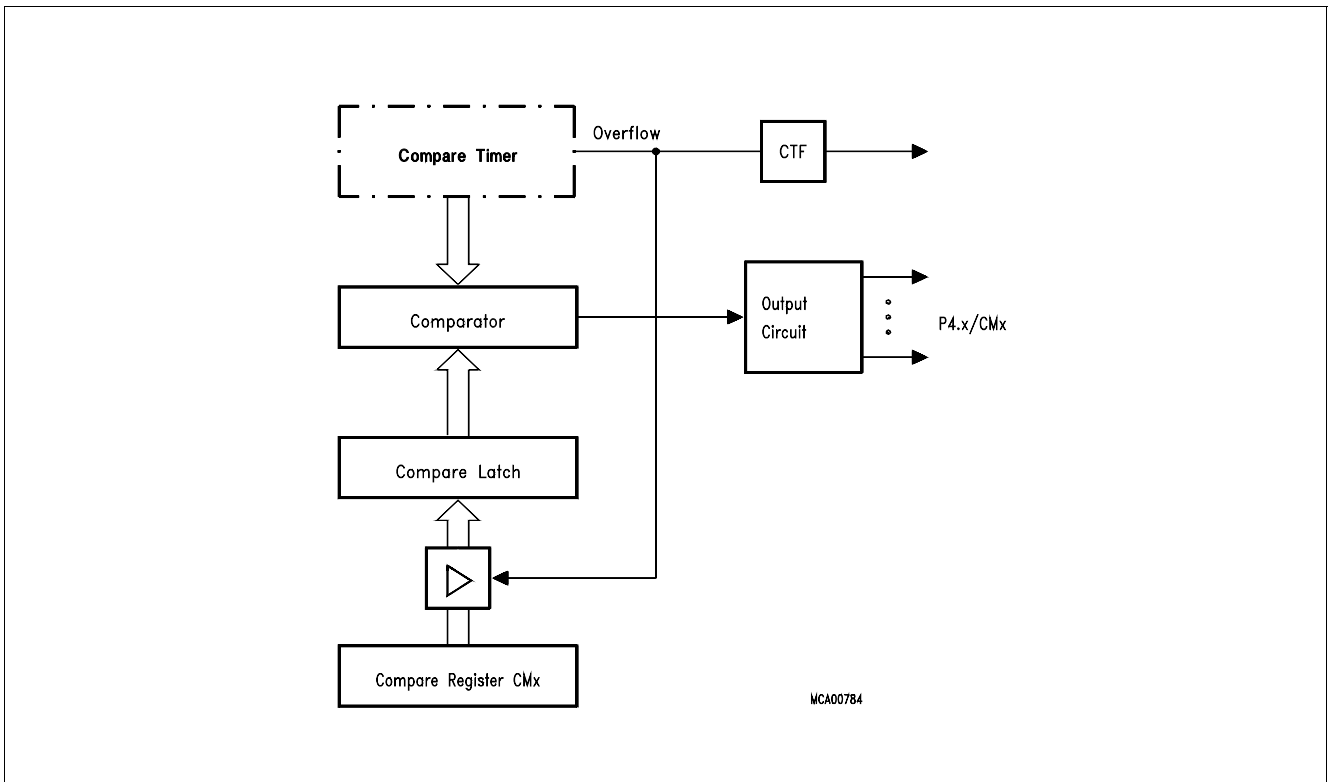 Compare Timer
Overflow
CTF
Comparator
Output
Circuit
P4.x/CMx
Compare Latch
Compare Register CMx
MCA00784